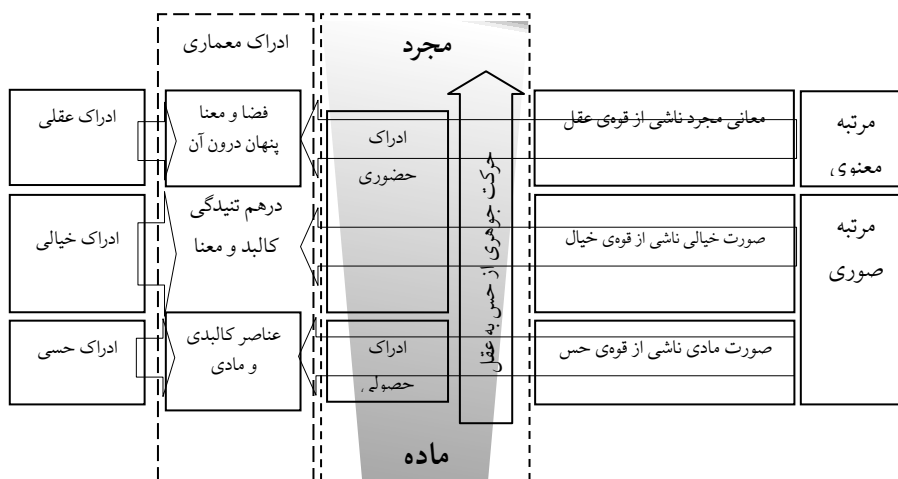 ادراک معماری
مجرد
مرتبه
معنوی
معانی مجرد ناشی از قوه‌ی عقل
ادراک
حضوری
فضا و معنا
پنهان درون آن
ادراک عقلی
مرتبه
صوری
صورت خیالی ناشی از قوه‌ی خیال
درهم تنیدگی
کالبد و معنا
ادراک خیالی
صورت مادی ناشی از قوه‌ی حس
حرکت جوهری از حس به عقل
ادراک
حصولی
عناصر کالبدی
و مادی
ادراک حسی
ماده